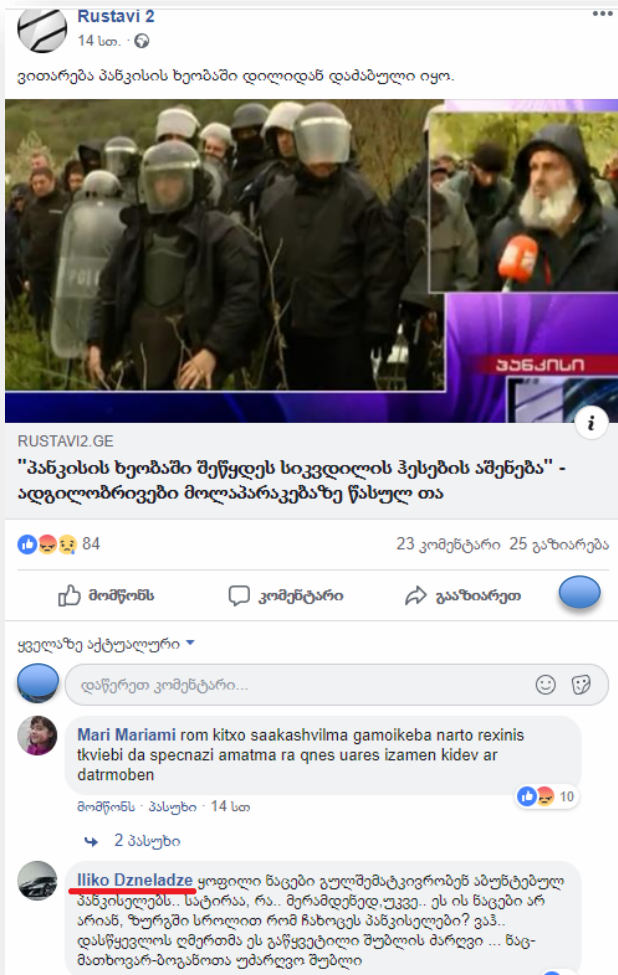 Rustavi 2
14 სთ.
ვითარება პანკისის ხეობაში დილიდან დაძაბული იყო.
POLI
პანკისი
RUSTAVI2.GE
"პანკისის ხეობაში შეწყდეს სიკვდილის ჰესების აშენება" -
ადგილობრივები მოლაპარაკებაზე წასულ თა
84
23 კომენტარი 25 გაზიარება
მომწონს კომენტარი გააზიარეთ
ყველაზე აქტუალური
დაწერეთ კომენტარი...
Mari Mariami rom kitxo saakashvilma gamoikeba narto rexinis
tkviebi da specnazi amatma ra qnes uares izamen kidev ar
datrmoben
10
მომწონს · პასუხი · 14 სთ
2 პასუხი
Iliko Dzneladze ყოფილი ნაცები გულშემატკივრობენ აბუნტებულ
პანკისელებს.. სატირაა, რა.. მერამდენედ,უკვე.. ეს ის ნაცები არ
არიან, ზურგში სროლით რომ ჩახოცეს პანკისელები? ვაჰ..
დასწყევლოს ღმერთმა ეს გაწყვეტილი შუბლის ძარღვი ... ნაც-
მათხოვარ-ბოგანოთა უძარღვო შუბლი